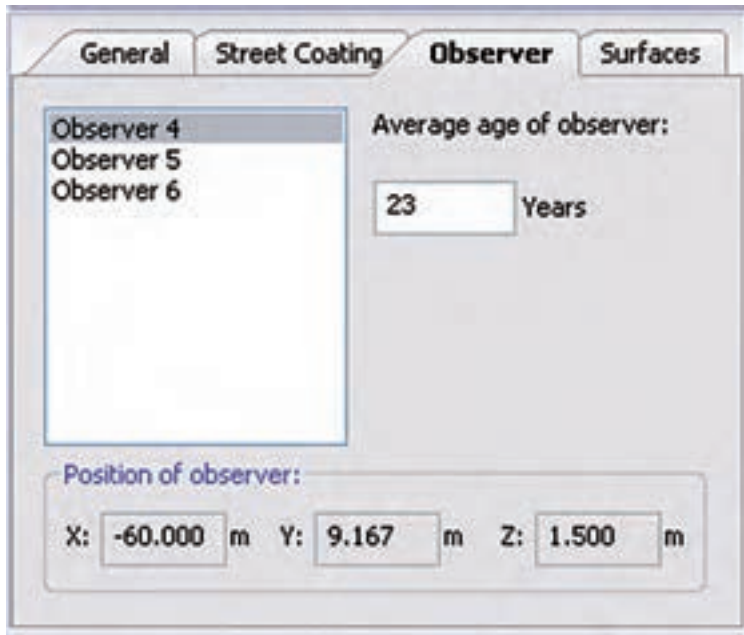 General Street Coating Observer Surfaces
Observer 4
Observer 5
Observer 6
Average age of observer:
23 Years
Position of observer:
X: -60.000 m Y: 9.167 m Z: 1.500 m